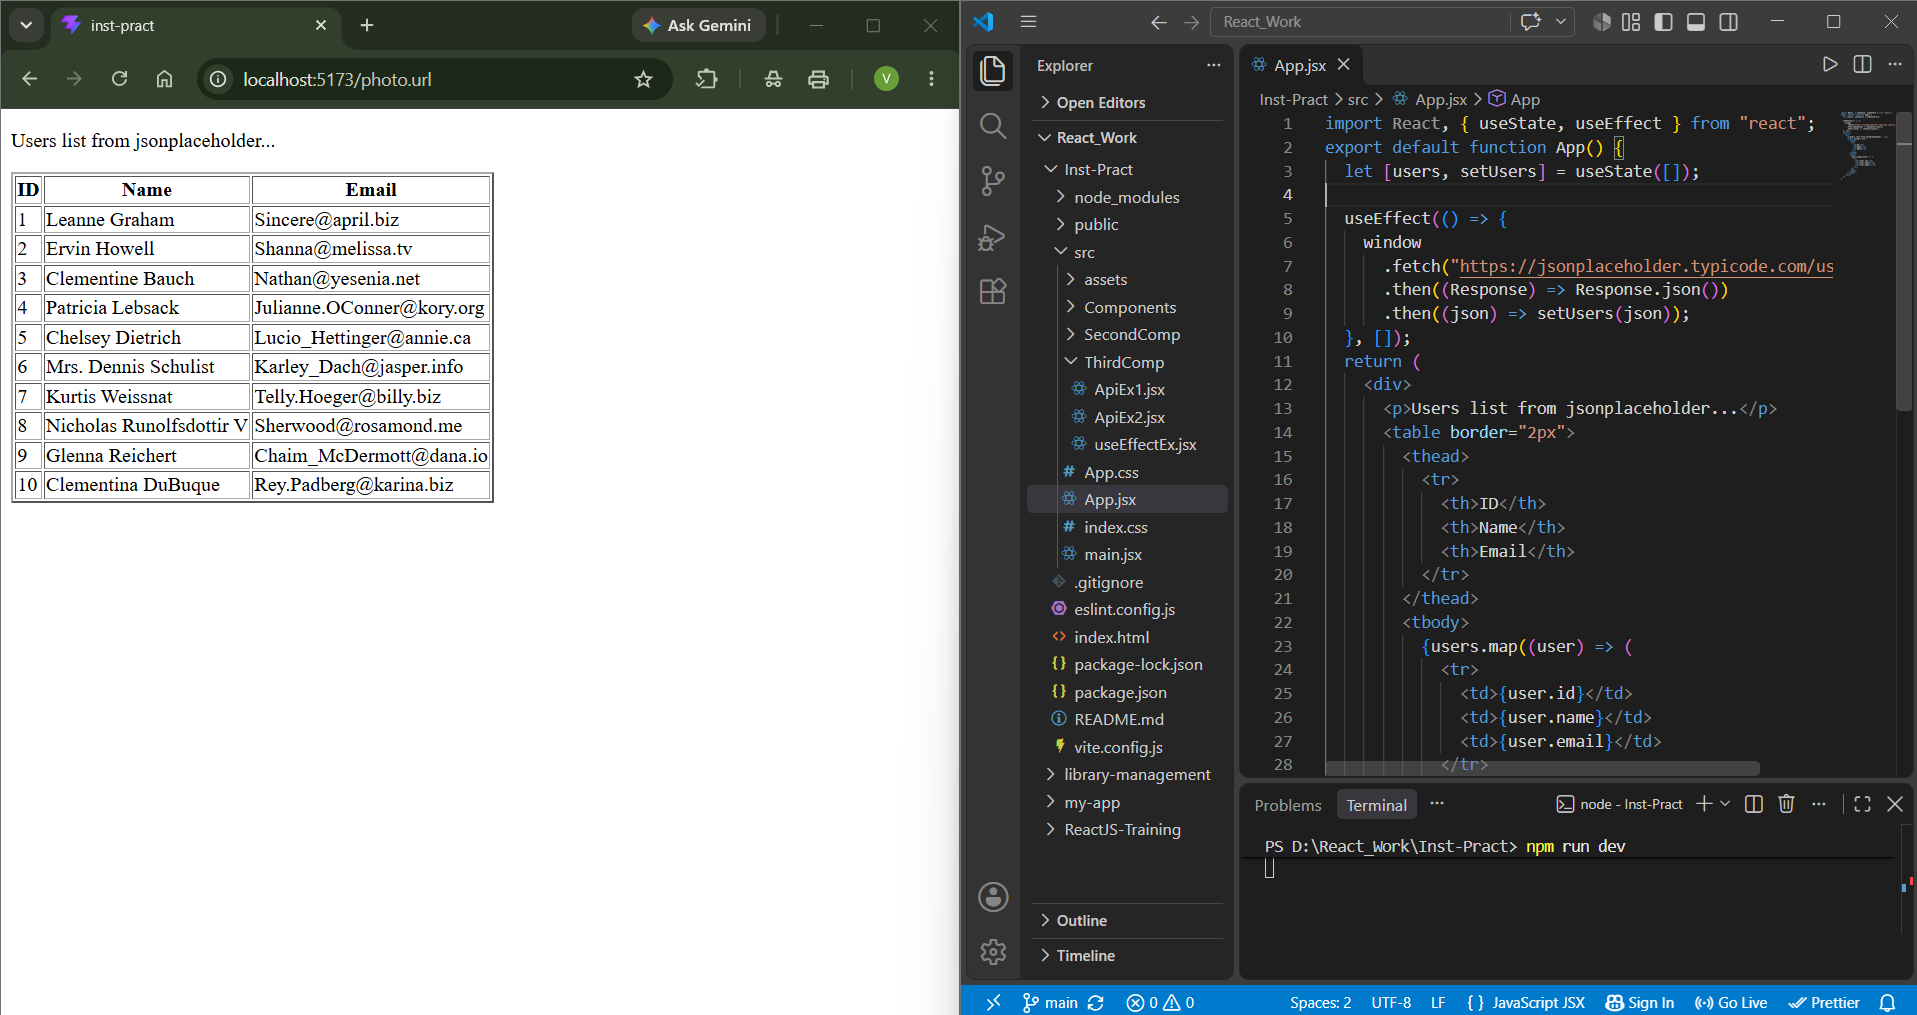 inst-pract
Ask Gemini
localhost:5173/photo.url
V
Users list from jsonplaceholder...
ID Name Email
1 Leanne Graham Sincere@april.biz
2 Ervin Howell Shanna@melissa.tv
3 Clementine Bauch Nathan@yesenia.net
4 Patricia Lebsack Julianne.OConner@kory.org
5 Chelsey Dietrich Lucio_Hettinger@annie.ca
6 Mrs. Dennis Schulist Karley_Dach@jasper.info
7 Kurtis Weissnat Telly.Hoeger@billy.biz
8 Nicholas Runolfsdottir V Sherwood@rosamond.me
9 Glenna Reichert Chaim_McDermott@dana.io
10 Clementina DuBuque Rey.Padberg@karina.biz
React_Work
Explorer
Open Editors
React_Work
Inst-Pract
node_modules
public
src
assets
Components
SecondComp
ThirdComp
ApiEx1.jsx
ApiEx2.jsx
useEffectEx.jsx
# App.css
App.jsx
# index.css
main.jsx
.gitignore
eslint.config.js
<> index.html
{} package-lock.json
{} package.json
README.md
vite.config.js
library-management
my-app
ReactJS-Training
Outline
Timeline
App.jsx
Inst-Pract > src > App.jsx > App
1 import React, { useState, useEffect } from "react";
2 export default function App() {
3 let [users, setUsers] = useState([]);
4
5 useEffect(() => {
6 window
7 .fetch("https://jsonplaceholder.typicode.com/us
8 .then((Response) => Response.json())
9 .then((json) => setUsers(json));
10 }, []);
11 return (
12 <div>
13 <p>Users list from jsonplaceholder...</p>
14 <table border="2px">
15 <thead>
16 <tr>
17 <th>ID</th>
18 <th>Name</th>
19 <th>Email</th>
20 </tr>
21 </thead>
22 <tbody>
23 {users.map((user) => (
24 <tr>
25 <td>{user.id}</td>
26 <td>{user.name}</td>
27 <td>{user.email}</td>
28 </tr>
Problems Terminal ... node - Inst-Pract
PS D:\React_Work\Inst-Pract> npm run dev
main 0 0 Spaces: 2 UTF-8 LF {} JavaScript JSX Sign In Go Live Prettier